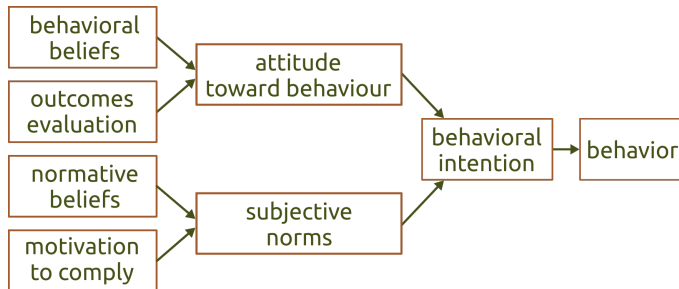 behavioral
beliefs
outcomes
evaluation
normative
beliefs
motivation
to comply
attitude
toward behaviour
subjective
norms
behavioral
intention
behavior